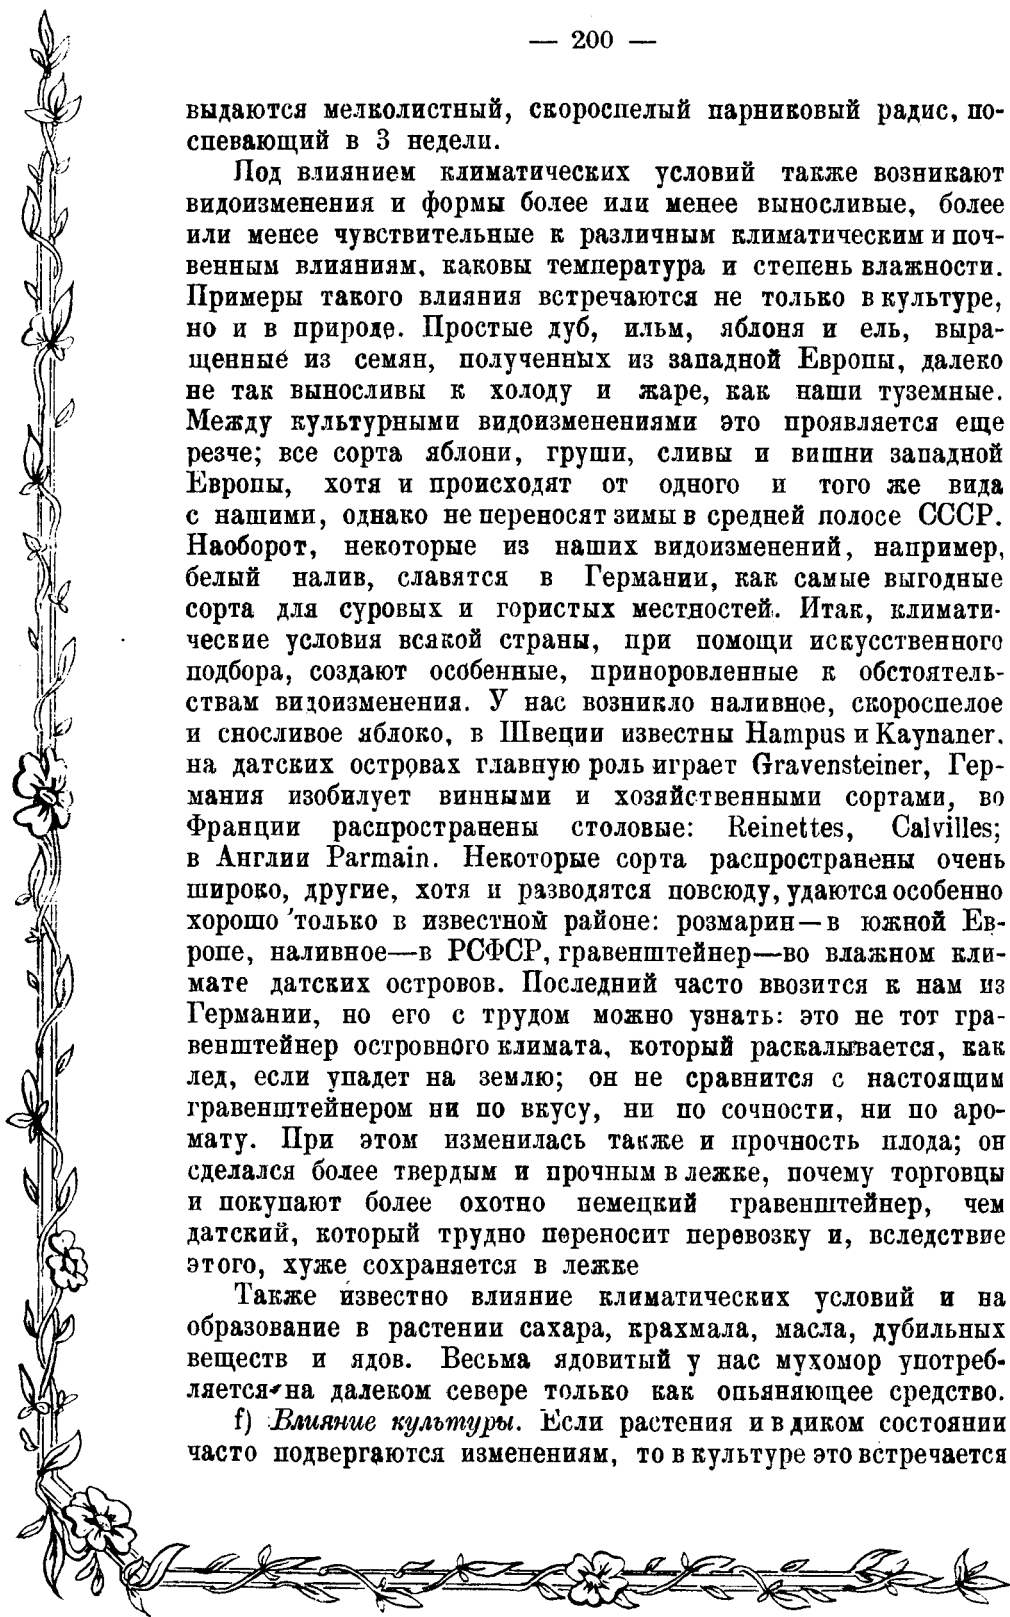 — 200 —
выдаются мелколистный, скороспелый парниковый радис, по-
спевающий в 3 недели.
Под влиянием климатических условий также возникают
видоизменения и формы более или менее выносливые, более
или менее чувствительные к различным климатическим и поч-
венным влияниям, каковы температура и степень влажности.
Примеры такого влияния встречаются не только в культуре,
но и в природе. Простые дуб, ильм, яблоня и ель, выра-
щенные из семян, полученных из западной Европы, далеко
не так выносливы к холоду и жаре, как наши туземные.
Между культурными видоизменениями это проявляется еще
резче; все сорта яблони, груши, сливы и вишни западной
Европы, хотя и происходят от одного и того же вида
с нашими, однако не переносят зимы в средней полосе СССР.
Наоборот, некоторые из наших видоизменений, например,
белый налив, славятся в Германии, как самые выгодные
сорта для суровых и гористых местностей. Итак, климати-
ческие условия всякой страны, при помощи искусственного
подбора, создают особенные, приноровленные к обстоятель-
ствам видоизменения. У нас возникло наливное, скороспелое
и сносливое яблоко, в Швеции известны Hampus и Kaynaner.
на датских островах главную роль играет Gravensteiner, Гер-
мания изобилует винными и хозяйственными сортами, во
Франции распространены столовые: Reinettes, Calvilles;
в Англии Parmain. Некоторые сорта распространены очень
широко, другие, хотя и разводятся повсюду, удаются особенно
хорошо только в известной районе: розмарин—в южной Ев-
ропе, наливное—в РСФСР, гравенштейнер—во влажном кли-
мате датских островов. Последний часто ввозится к нам из
Германии, но его с трудом можно узнать: это не тот гра-
венштейнер островного климата, который раскалывается, как
лед, если упадет на землю; он не сравнится с настоящим
гравенштейнером ни по вкусу, ни по сочности, ни по аро-
мату. При этом изменилась также и прочность плода; он
сделался более твердым и прочным в лежке, почему торговцы
и покупают более охотно немецкий гравенштейнер, чем
датский, который трудно переносит перевозку и, вследствие
этого, хуже сохраняется в лежке
Также известно влияние климатических условий и на
образование в растении сахара, крахмала, масла, дубильных
веществ и ядов. Весьма ядовитый у нас мухомор употреб-
ляется на далеком севере только как опьяняющее средство.
f) Влияние культуры. Если растения и в диком состоянии
часто подвергаются изменениям, то в культуре это встречается